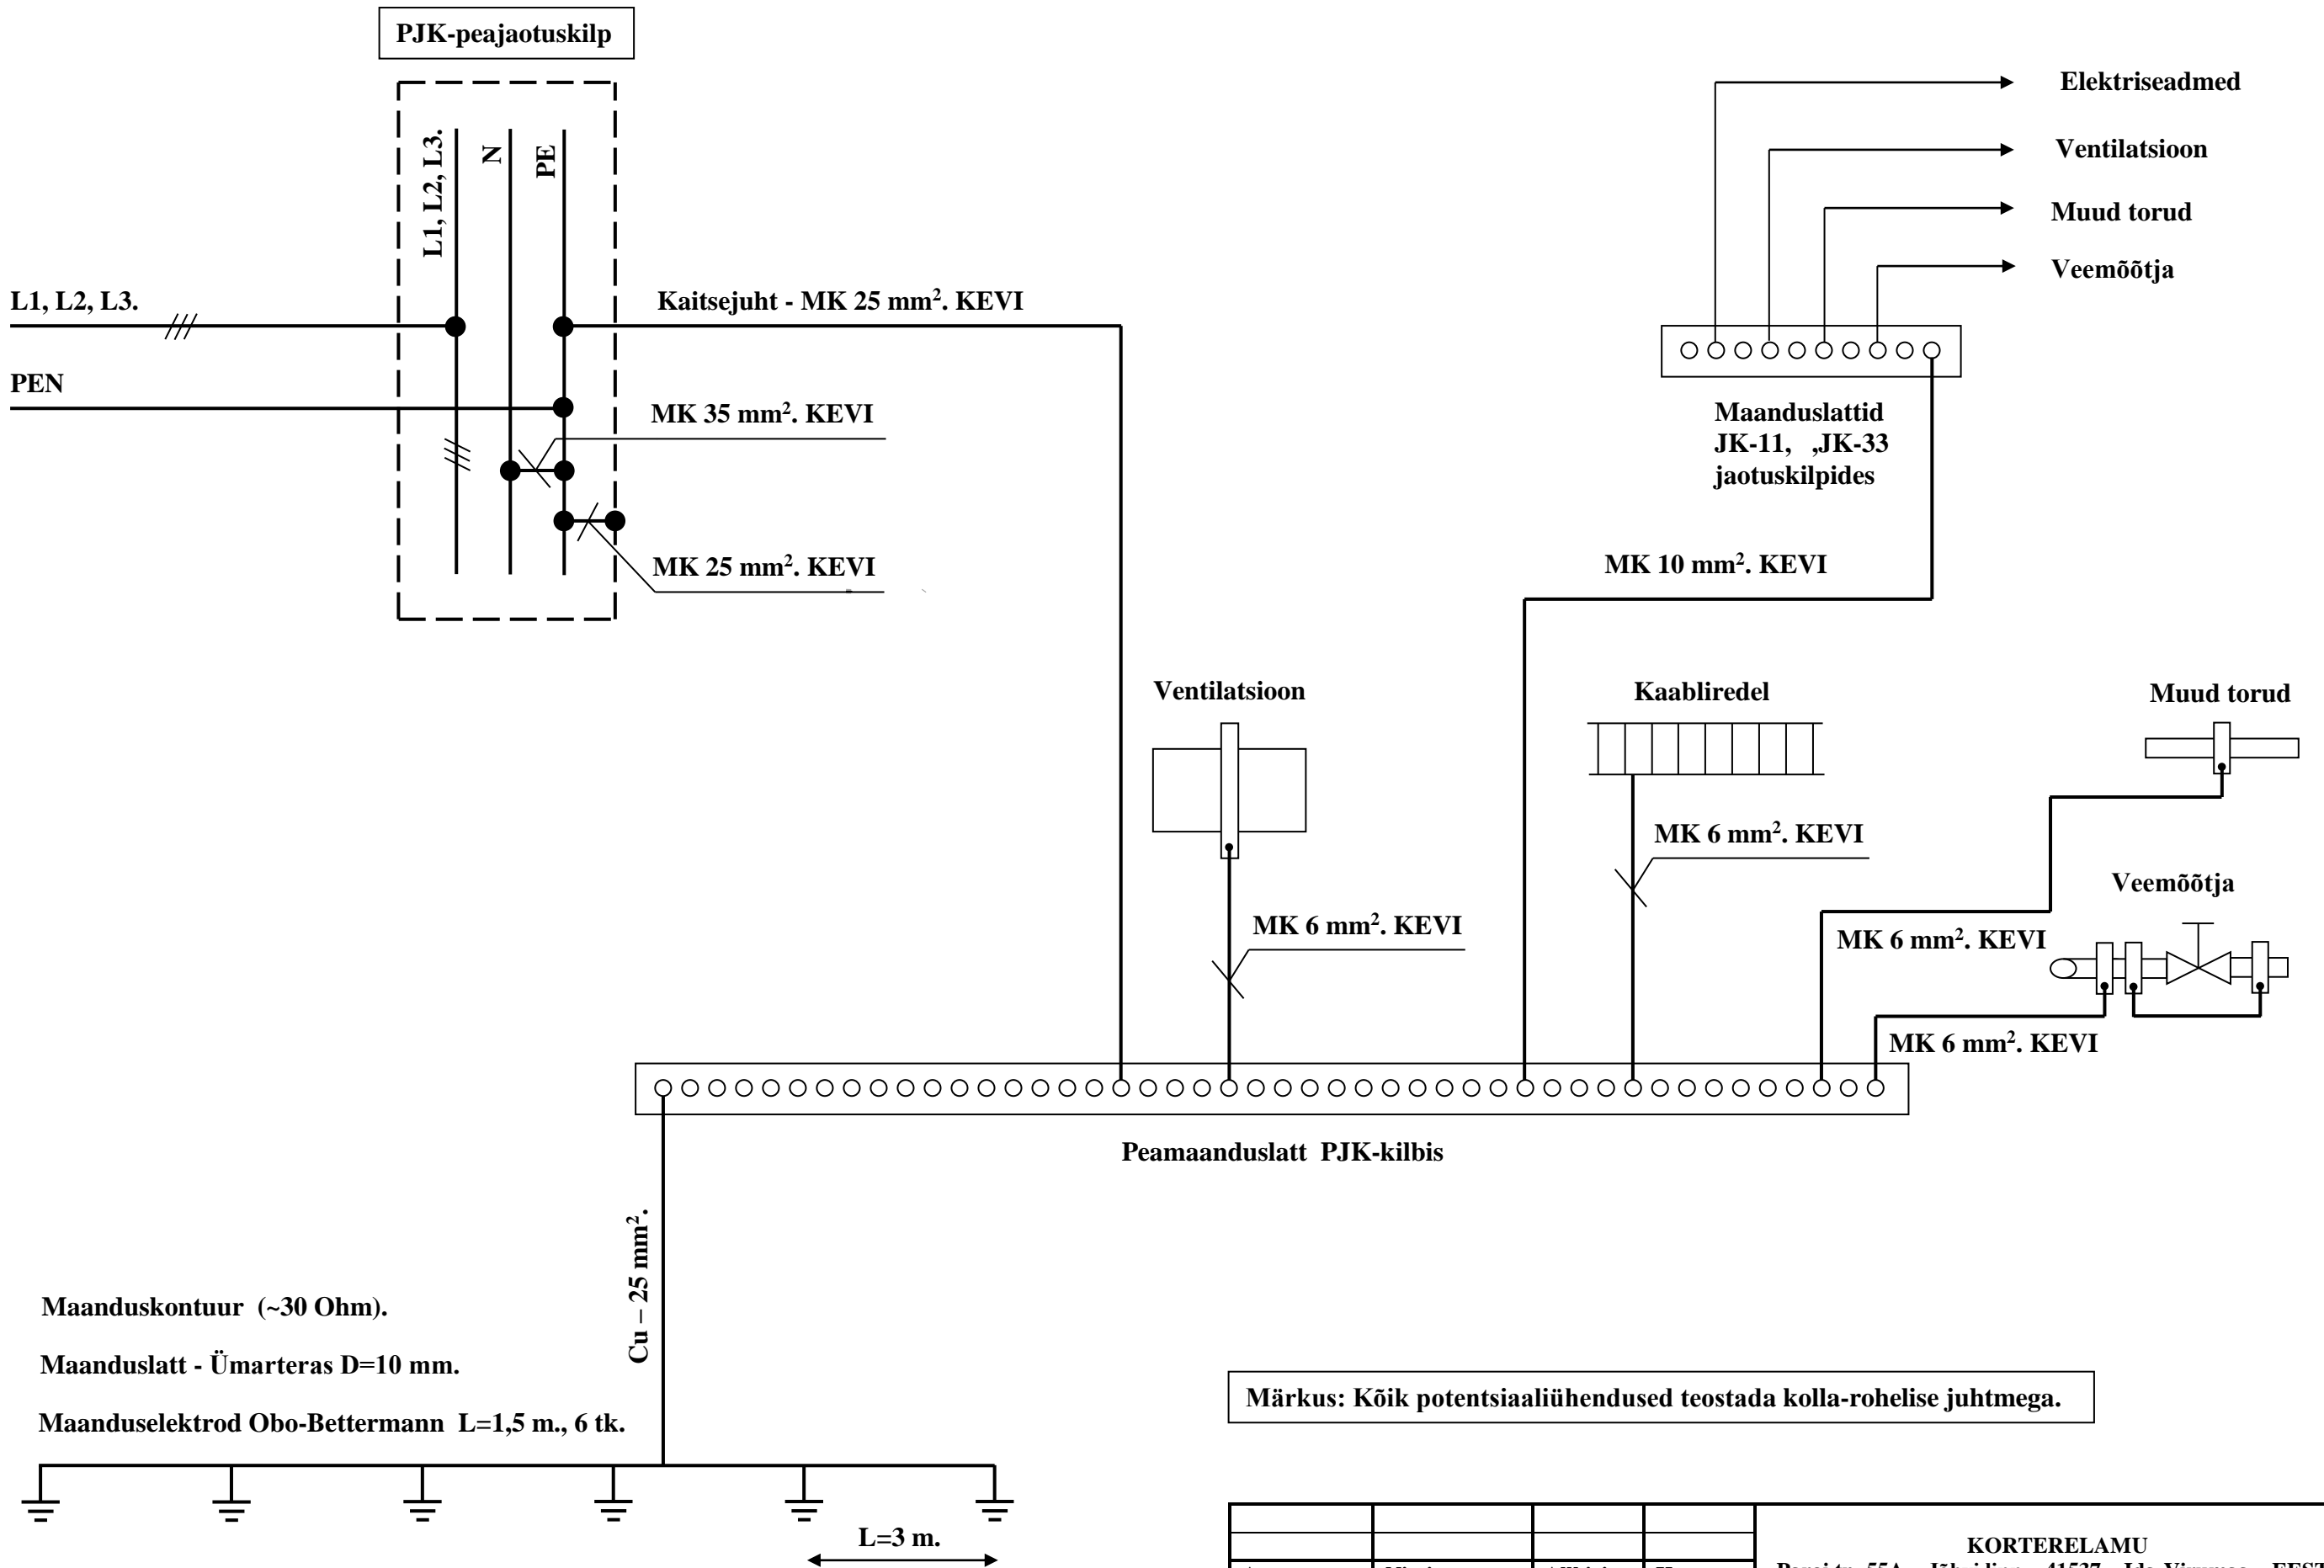 PJK-peajaotuskilp
Elektriseadmed
Ventilatsioon
Muud torud
Veemõõtja
L1, L2, L3.
N
PE
L1, L2, L3.
Kaitsejuht - MK 25 mm². KEVI
PEN
MK 35 mm². KEVI
Maanduslattid
JK-11, ,JK-33
jaotuskilpides
MK 25 mm². KEVI
MK 10 mm². KEVI
Ventilatsioon
Kaabliredel
Muud torud
MK 6 mm². KEVI
Veemõõtja
MK 6 mm². KEVI
MK 6 mm². KEVI
MK 6 mm². KEVI
Peamaanduslatt PJK-kilbis
Cu – 25 mm².
Maanduskontuur (~30 Ohm).
Maanduslatt - Ümarteras D=10 mm.
Maanduselektrod Obo-Bettermann L=1,5 m., 6 tk.
Märkus: Kõik potentsiaaliühendused teostada kolla-rohelise juhtmega.
L=3 m.
KORTERELAMU